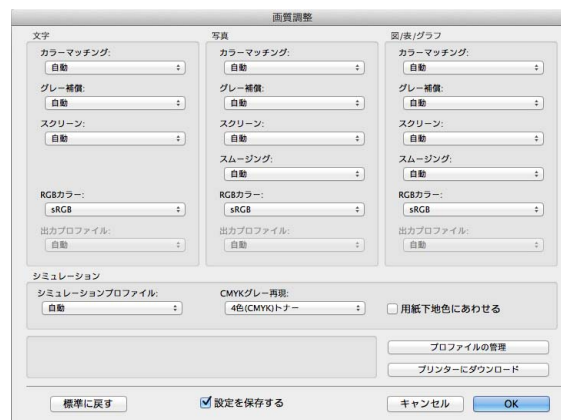 画質調整
文字
カラーマッチング:
自動
グレー補償:
自動
スクリーン:
自動
RGBカラー:
sRGB
出力プロファイル:
自動
写真
カラーマッチング:
自動
グレー補償:
自動
スクリーン:
自動
スムージング:
自動
RGBカラー:
sRGB
出力プロファイル:
自動
図/表/グラフ
カラーマッチング:
自動
グレー補償:
自動
スクリーン:
自動
スムージング:
自動
RGBカラー:
sRGB
出力プロファイル:
自動
シミュレーション
シミュレーションプロファイル:
自動
CMYKグレー再現:
4色(CMYK)トナー
用紙下地色にあわせる
プロファイルの管理
プリンターにダウンロード
標準に戻す
設定を保存する
キャンセル
OK